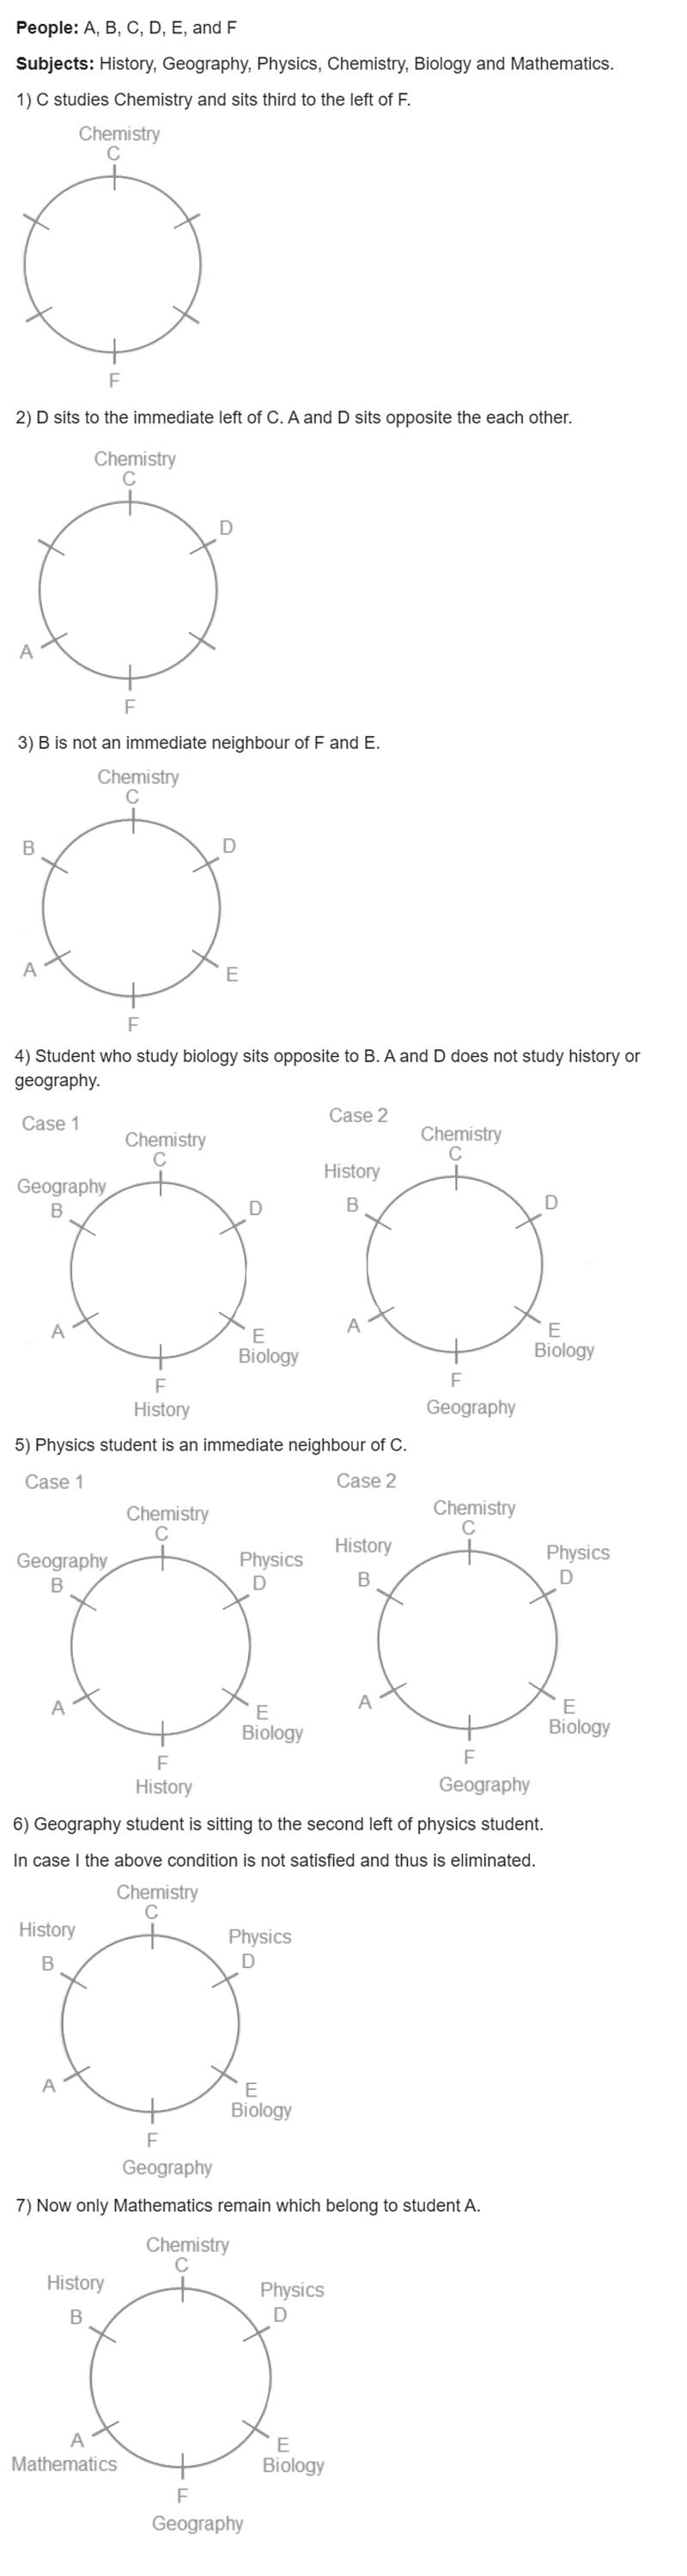 People: A, B, C, D, E, and F
Subjects: History, Geography, Physics, Chemistry, Biology and Mathematics.
1) C studies Chemistry and sits third to the left of F.
Chemistry
C
F
2) D sits to the immediate left of C. A and D sits opposite the each other.
Chemistry
C
D
A
F
3) B is not an immediate neighbour of F and E.
Chemistry
C
B D
A E
F
4) Student who study biology sits opposite to B. A and D does not study history or
geography.
Case 1 Case 2
Chemistry Chemistry
C C
Geography History
B D B D
A E A E
Biology Biology
F F
History Geography
5) Physics student is an immediate neighbour of C.
Case 1 Case 2
Chemistry Chemistry
C C
Geography Physics History Physics
B D B D
A E A E
Biology Biology
F F
History Geography
6) Geography student is sitting to the second left of physics student.
In case I the above condition is not satisfied and thus is eliminated.
Chemistry
C
History Physics
B D
A E
Biology
F
Geography
7) Now only Mathematics remain which belong to student A.
Chemistry
C
History Physics
B D
A E
Mathematics Biology
F
Geography